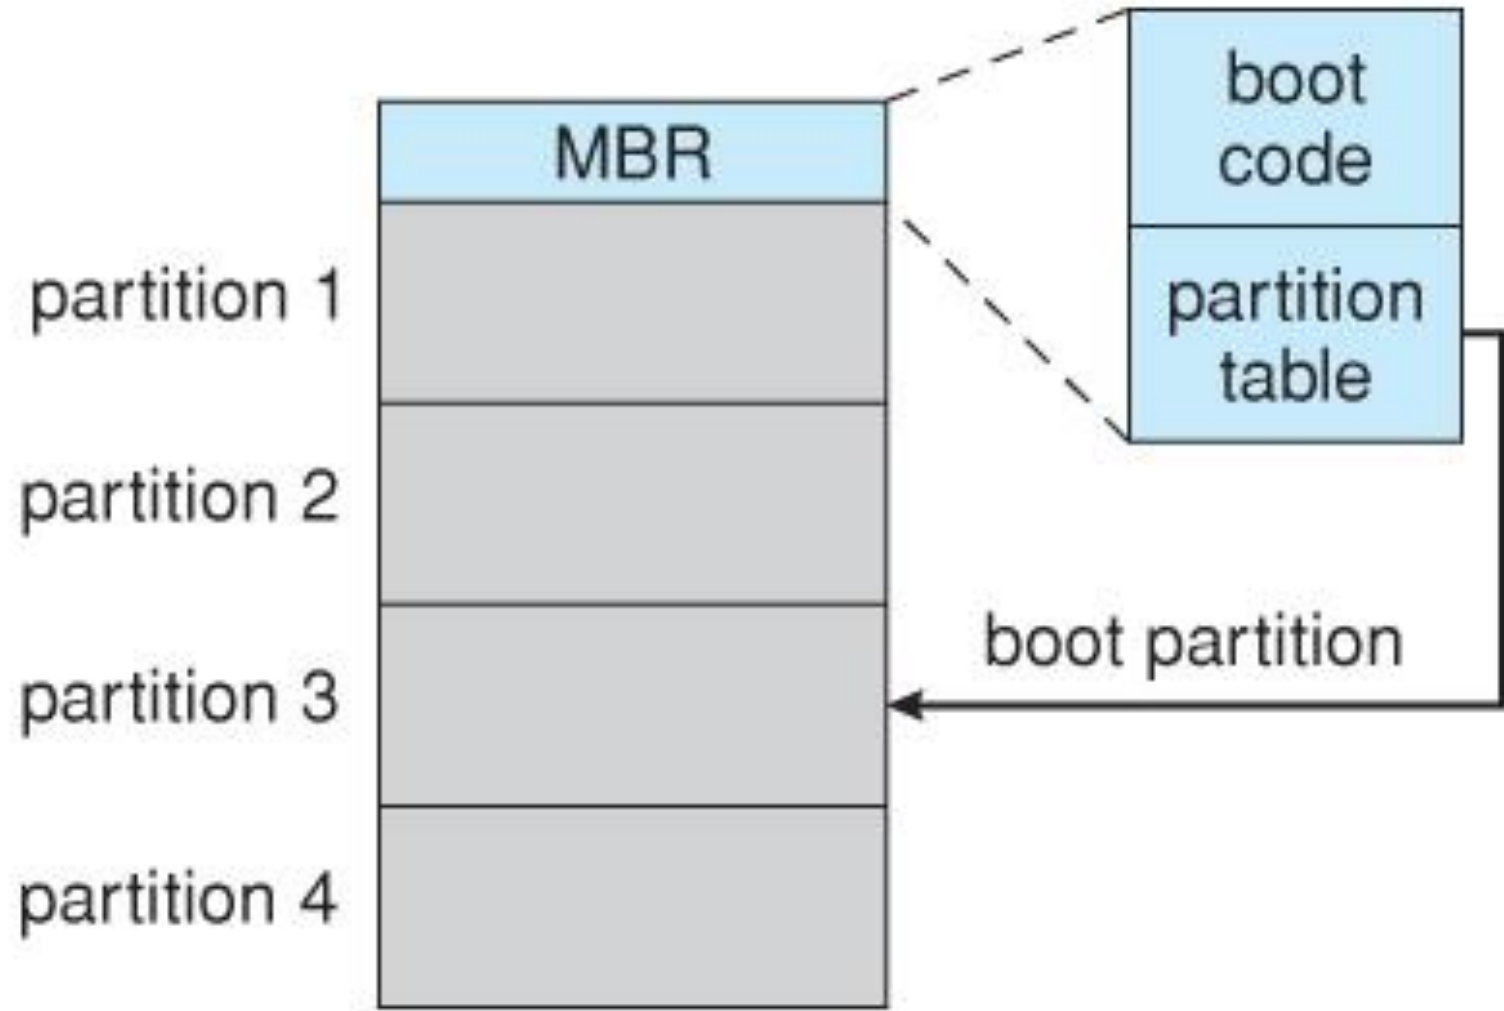 boot
code
MBR
partition 1
partition
table
partition 2
boot partition
partition 3
partition 4